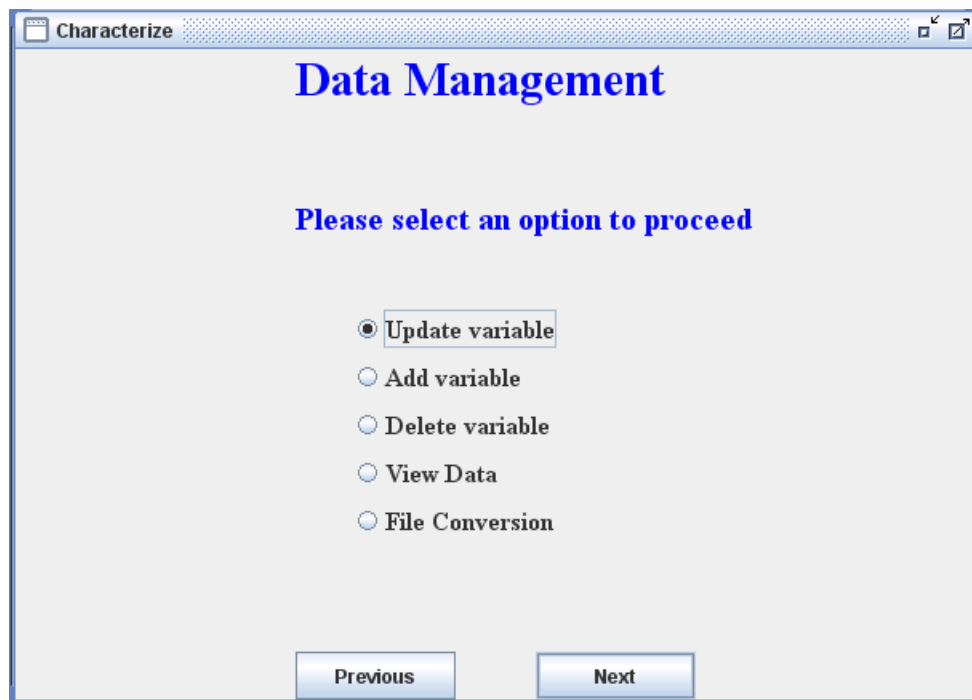 Characterize
Data Management
Please select an option to proceed
Update variable
Add variable
Delete variable
View Data
File Conversion
Previous Next